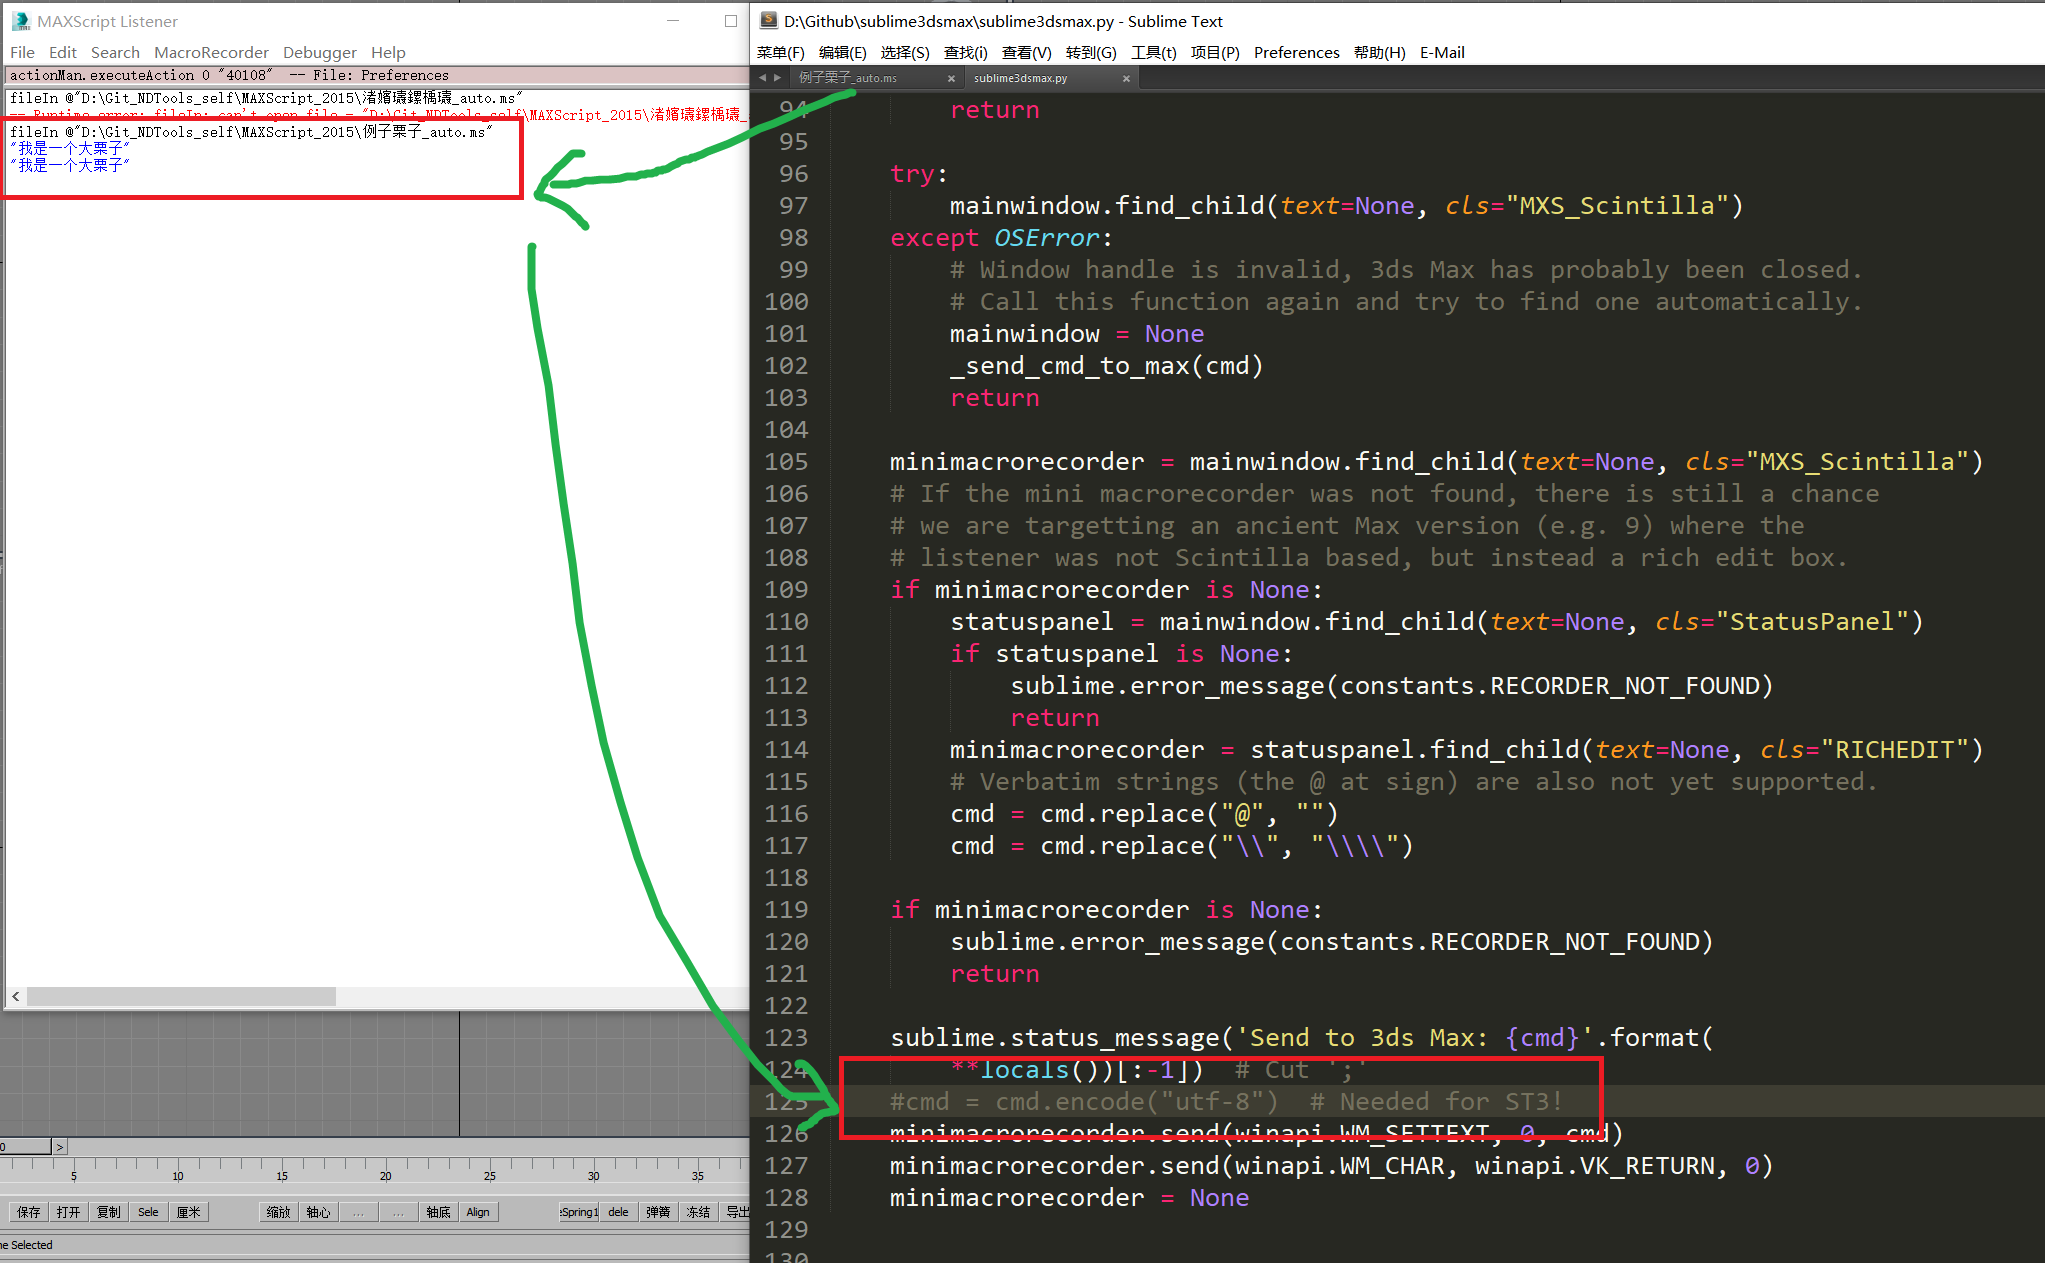 MAXScript Listener
File Edit Search MacroRecorder Debugger Help
actionMan.executeAction 0 "40108"  -- File: Preferences
fileIn @"D:\Git_NDTools_self\MAXScript_2015\渚嬪瓙鏍楀瓙_auto.ms"
-- Runtime error: fileIn: can't open file - "D:\Git_NDTools_self\MAXScript_2015\渚嬪瓙鏍楀瓙_
fileIn @"D:\Git_NDTools_self\MAXScript_2015\例子栗子_auto.ms"
"我是一个大栗子"
"我是一个大栗子"
0 >
5 10 15 20 25 30 35
保存 打开 复制 Sele 厘米 缩放 轴心 ... ... 轴底 Align Spring1 dele 弹簧 冻结 导出
ne Selected
D:\Github\sublime3dsmax\sublime3dsmax.py - Sublime Text
菜单(F) 编辑(E) 选择(S) 查找(i) 查看(V) 转到(G) 工具(t) 项目(P) Preferences 帮助(H) E-Mail
例子栗子_auto.ms × sublime3dsmax.py ×
94 return
95
96 try:
97 mainwindow.find_child(text=None, cls="MXS_Scintilla")
98 except OSError:
99 # Window handle is invalid, 3ds Max has probably been closed.
100 # Call this function again and try to find one automatically.
101 mainwindow = None
102 _send_cmd_to_max(cmd)
103 return
104
105 minimacrorecorder = mainwindow.find_child(text=None, cls="MXS_Scintilla")
106 # If the mini macrorecorder was not found, there is still a chance
107 # we are targetting an ancient Max version (e.g. 9) where the
108 # listener was not Scintilla based, but instead a rich edit box.
109 if minimacrorecorder is None:
110 statuspanel = mainwindow.find_child(text=None, cls="StatusPanel")
111 if statuspanel is None:
112 sublime.error_message(constants.RECORDER_NOT_FOUND)
113 return
114 minimacrorecorder = statuspanel.find_child(text=None, cls="RICHEDIT")
115 # Verbatim strings (the @ at sign) are also not yet supported.
116 cmd = cmd.replace("@", "")
117 cmd = cmd.replace("\\", "\\\\")
118
119 if minimacrorecorder is None:
120 sublime.error_message(constants.RECORDER_NOT_FOUND)
121 return
122
123 sublime.status_message('Send to 3ds Max: {cmd}'.format(
124 **locals())[:-1])  # Cut ';'
125 #cmd = cmd.encode("utf-8")  # Needed for ST3!
126 minimacrorecorder.send(winapi.WM_SETTEXT, 0, cmd)
127 minimacrorecorder.send(winapi.WM_CHAR, winapi.VK_RETURN, 0)
128 minimacrorecorder = None
129
130